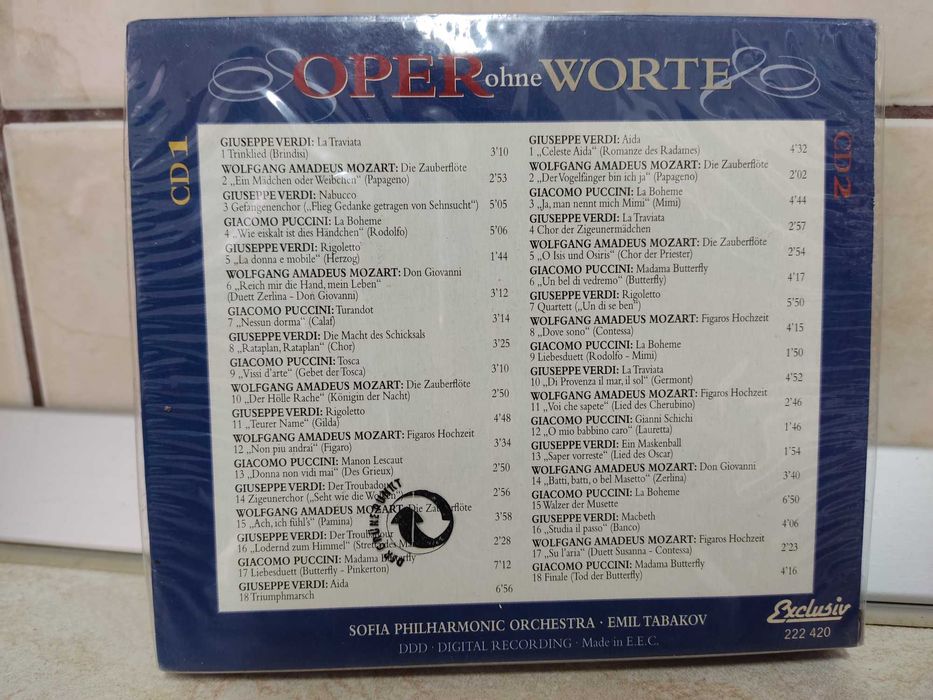 OPER ohne WORTE
CD 1
GIUSEPPE VERDI: La Traviata
1 Trinklied (Brindisi) 3'10
WOLFGANG AMADEUS MOZART: Die Zauberflöte
2 „Ein Mädchen oder Weibchen“ (Papageno) 2'53
GIUSEPPE VERDI: Nabucco
3 Gefangenenchor („Flieg Gedanke getragen von Sehnsucht“) 5'05
GIACOMO PUCCINI: La Boheme
4 „Wie eiskalt ist dies Händchen“ (Rodolfo) 5'06
GIUSEPPE VERDI: Rigoletto
5 „La donna e mobile“ (Herzog) 1'44
WOLFGANG AMADEUS MOZART: Don Giovanni
6 „Reich mir die Hand, mein Leben“
(Duett Zerlina - Don Giovanni) 3'12
GIACOMO PUCCINI: Turandot
7 „Nessun dorma“ (Calaf) 3'14
GIUSEPPE VERDI: Die Macht des Schicksals
8 „Rataplan, Rataplan“ (Chor) 3'25
GIACOMO PUCCINI: Tosca
9 „Vissi d'arte“ (Gebet der Tosca) 3'10
WOLFGANG AMADEUS MOZART: Die Zauberflöte
10 „Der Hölle Rache“ (Königin der Nacht) 2'50
GIUSEPPE VERDI: Rigoletto
11 „Teurer Name“ (Gilda) 4'48
WOLFGANG AMADEUS MOZART: Figaros Hochzeit
12 „Non piu andrai“ (Figaro) 3'34
GIACOMO PUCCINI: Manon Lescaut
13 „Donna non vidi mai“ (Des Grieux) 2'50
GIUSEPPE VERDI: Der Troubadour
14 Zigeunerchor („Seht wie die 2'56
WOLFGANG AMADEUS MOZART: Die Zauberflöte
15 „Ach, ich fühl's“ (Pamina) 3'58
GIUSEPPE VERDI: Der Troubadour
16 „Lodernd zum Himmel“ 2'28
GIACOMO PUCCINI: Madama Butterfly
17 Liebesduett (Butterfly - Pinkerton) 7'12
GIUSEPPE VERDI: Aida
18 Triumphmarsch 6'56
CD 2
GIUSEPPE VERDI: Aida
1 „Celeste Aida“ (Romanze des Radames) 4'32
WOLFGANG AMADEUS MOZART: Die Zauberflöte
2 „Der Vogelfänger bin ich ja“ (Papageno) 2'02
GIACOMO PUCCINI: La Boheme
3 „Ja, man nennt mich Mimi“ (Mimi) 4'44
GIUSEPPE VERDI: La Traviata
4 Chor der Zigeunermädchen 2'57
WOLFGANG AMADEUS MOZART: Die Zauberflöte
5 „O Isis und Osiris“ (Chor der Priester) 2'54
GIACOMO PUCCINI: Madama Butterfly
6 „Un bel di vedremo“ (Butterfly) 4'17
GIUSEPPE VERDI: Rigoletto
7 Quartett („Un di se ben“) 5'50
WOLFGANG AMADEUS MOZART: Figaros Hochzeit
8 „Dove sono“ (Contessa) 4'15
GIACOMO PUCCINI: La Boheme
9 Liebesduett (Rodolfo - Mimi) 1'50
GIUSEPPE VERDI: La Traviata
10 „Di Provenza il mar, il sol“ (Germont) 4'52
WOLFGANG AMADEUS MOZART: Figaros Hochzeit
11 „Voi che sapete“ (Lied des Cherubino) 2'46
GIACOMO PUCCINI: Gianni Schichi
12 „O mio babbino caro“ (Lauretta) 1'46
GIUSEPPE VERDI: Ein Maskenball
13 „Saper vorreste“ (Lied des Oscar) 1'54
WOLFGANG AMADEUS MOZART: Don Giovanni
14 „Batti, batti, o bel Masetto“ (Zerlina) 3'40
GIACOMO PUCCINI: La Boheme
15 Walzer der Musette 6'50
GIUSEPPE VERDI: Macbeth
16 „Studia il passo“ (Banco) 4'06
WOLFGANG AMADEUS MOZART: Figaros Hochzeit
17 „Su l'aria“ (Duett Susanna - Contessa) 2'23
GIACOMO PUCCINI: Madama Butterfly
18 Finale (Tod der Butterfly) 4'16
DER GRÜNE PUNKT
SOFIA PHILHARMONIC ORCHESTRA · EMIL TABAKOV
DDD · DIGITAL RECORDING · Made in E.E.C.
Exclusiv
222 420